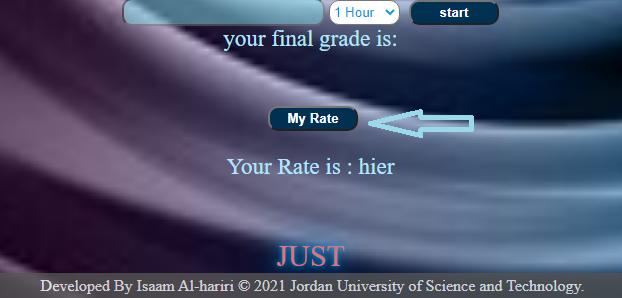 1 Hour start
your final grade is:
My Rate
Your Rate is : hier
JUST
Developed By Isaam Al-hariri © 2021 Jordan University of Science and Technology.